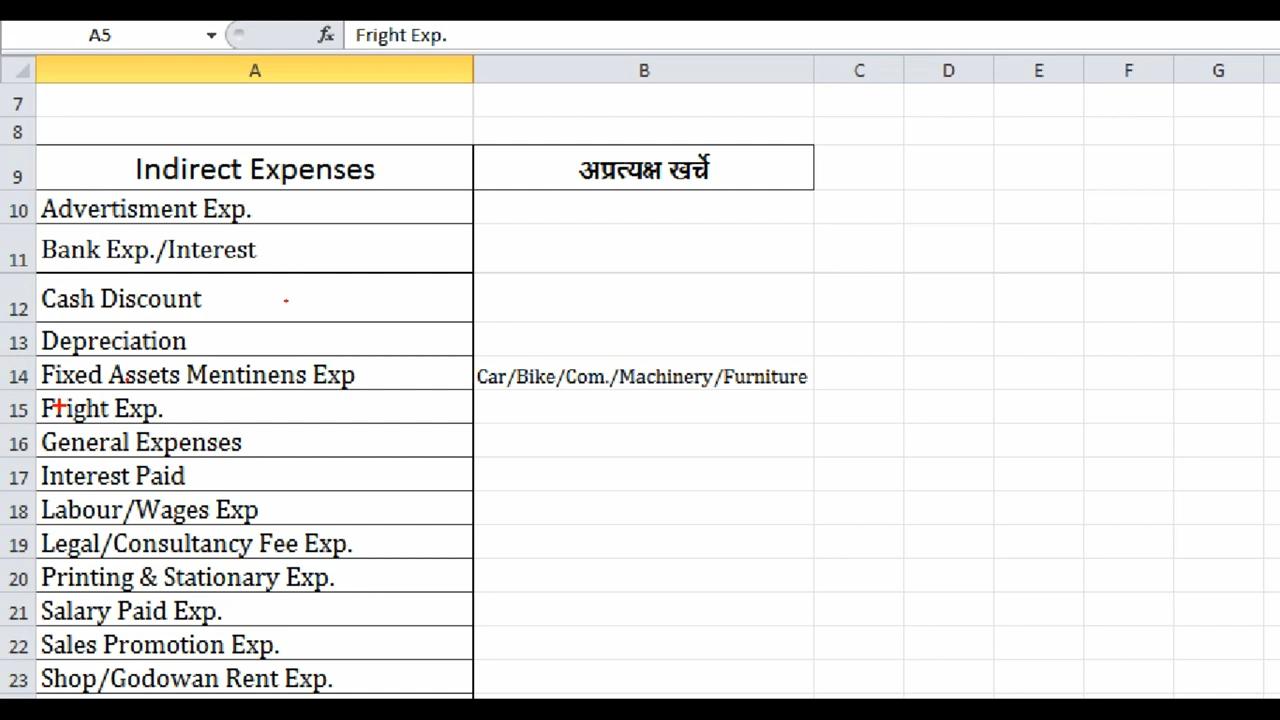 A5 fx Fright Exp.
A B C D E F G
7
8
9 Indirect Expenses अप्रत्यक्ष खर्चे
10 Advertisment Exp.
11 Bank Exp./Interest
12 Cash Discount
13 Depreciation
14 Fixed Assets Mentinens Exp Car/Bike/Com./Machinery/Furniture
15 Fright Exp.
16 General Expenses
17 Interest Paid
18 Labour/Wages Exp
19 Legal/Consultancy Fee Exp.
20 Printing & Stationary Exp.
21 Salary Paid Exp.
22 Sales Promotion Exp.
23 Shop/Godowan Rent Exp.